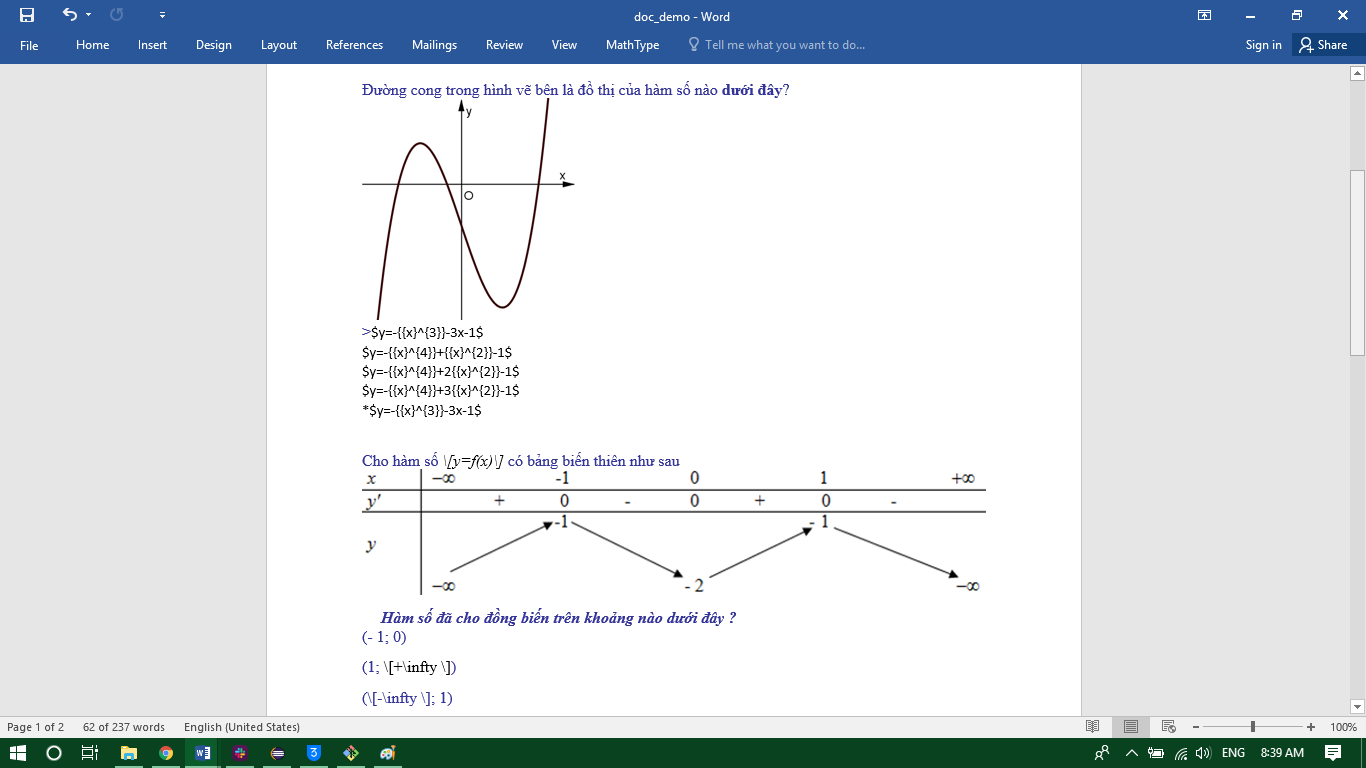 doc_demo - Word
File Home Insert Design Layout References Mailings Review View MathType Tell me what you want to do... Sign in Share
Đường cong trong hình vẽ bên là đồ thị của hàm số nào dưới đây?
y
x
O
>$y=-{{x}^{3}}-3x-1$
$y=-{{x}^{4}}+{{x}^{2}}-1$
$y=-{{x}^{4}}+2{{x}^{2}}-1$
$y=-{{x}^{4}}+3{{x}^{2}}-1$
*$y=-{{x}^{3}}-3x-1$
Cho hàm số \[y=f(x)\] có bảng biến thiên như sau
x −∞ -1 0 1 +∞
y' + 0 - 0 + 0 -
-1 - 1
y
−∞ - 2 −∞
Hàm số đã cho đồng biến trên khoảng nào dưới đây ?
(- 1; 0)
(1; \[+\infty \])
(\[-\infty \]; 1)
Page 1 of 2 62 of 237 words English (United States) 100%
ENG 8:39 AM